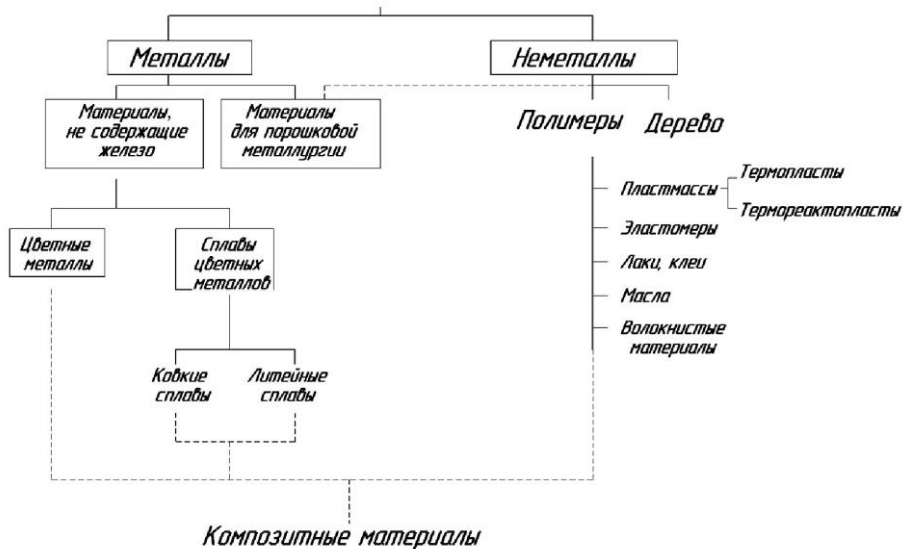 Металлы
Неметаллы
Материалы,
не содержащие
железо
Материалы
для порошковой
металлургии
Полимеры
Дерево
Пластмассы
Термопласты
Термореактопласты
Эластомеры
Лаки, клеи
Масла
Волокнистые
материалы
Цветные
металлы
Сплавы
цветных
металлов
Ковкие
сплавы
Литейные
сплавы
Композитные материалы